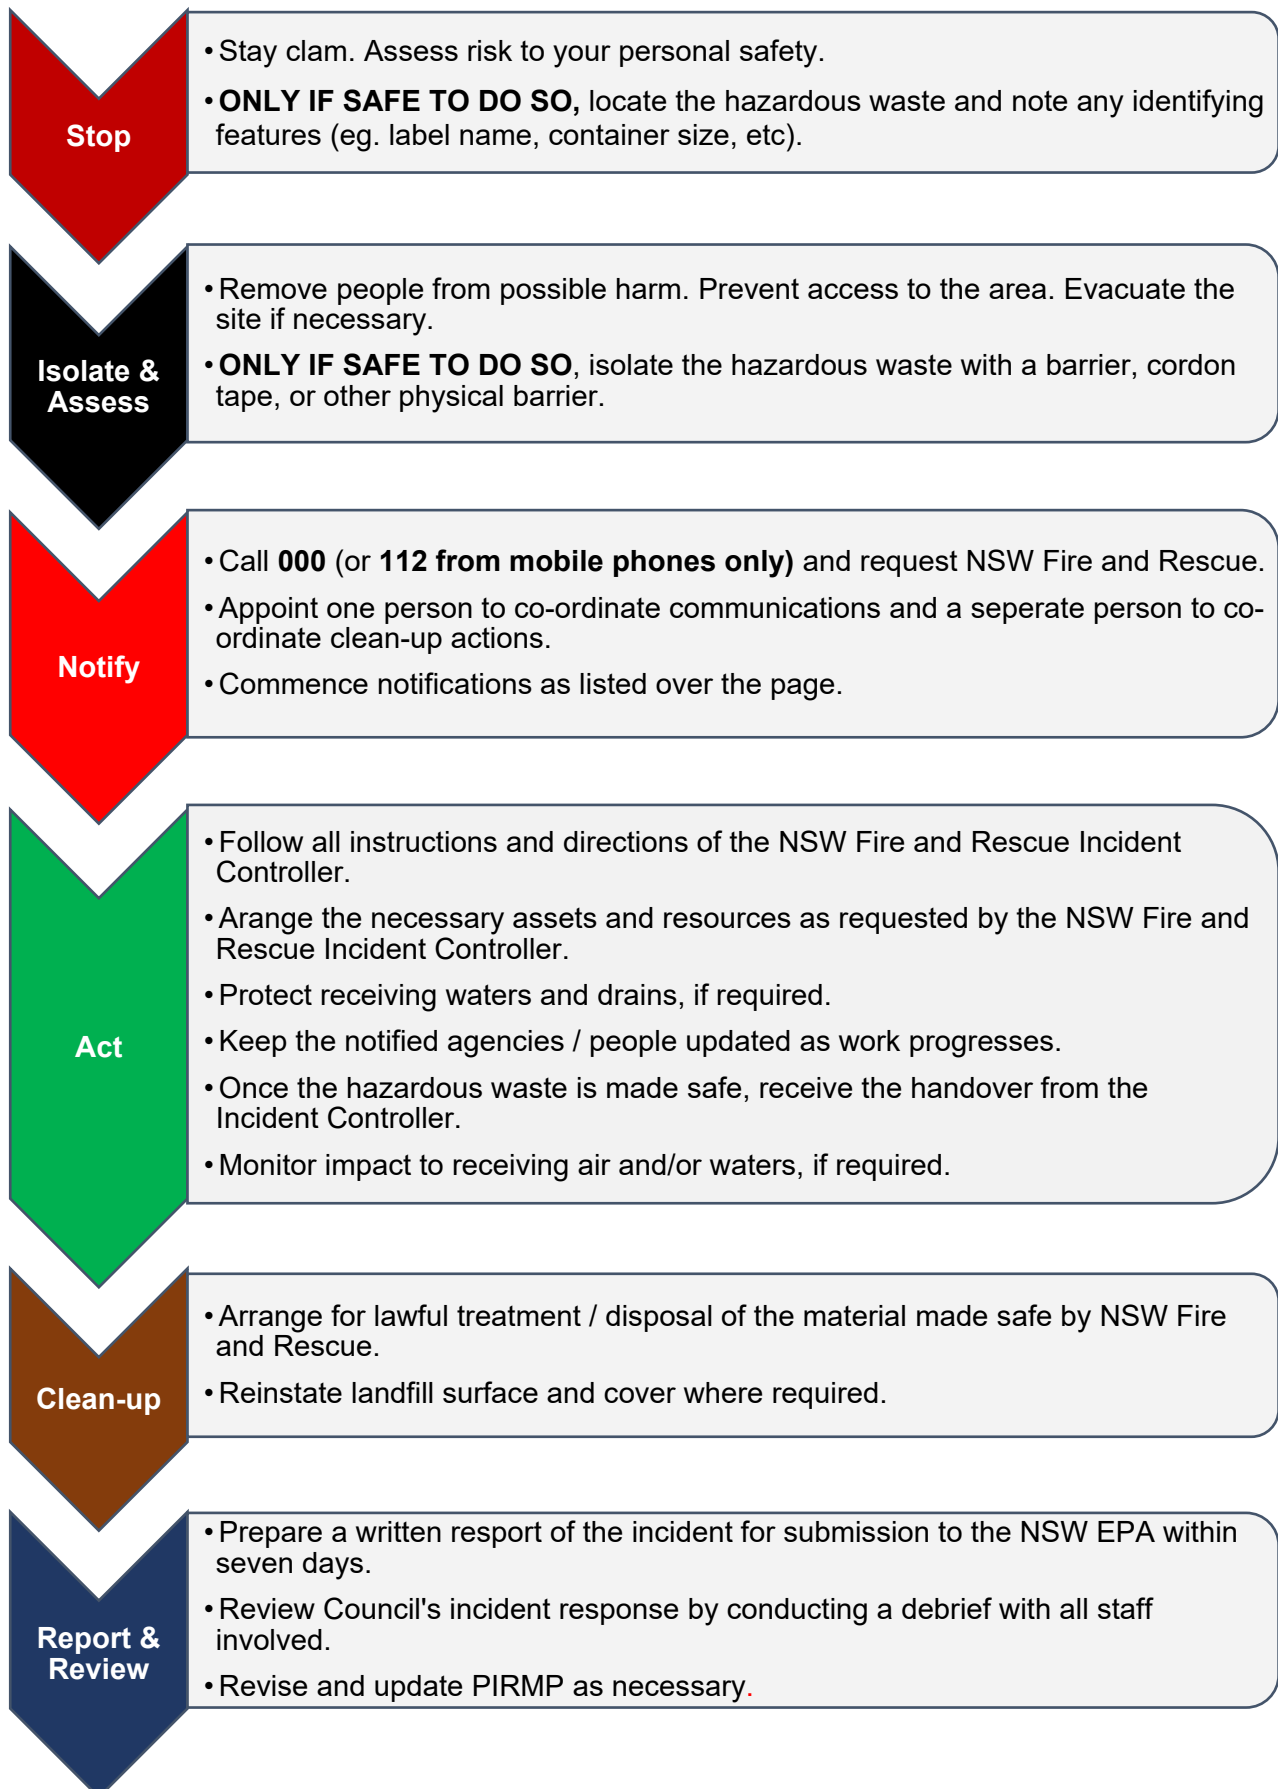 Stop
• Stay clam. Assess risk to your personal safety.
• ONLY IF SAFE TO DO SO, locate the hazardous waste and note any identifying
features (eg. label name, container size, etc).
Isolate &
Assess
• Remove people from possible harm. Prevent access to the area. Evacuate the
site if necessary.
• ONLY IF SAFE TO DO SO, isolate the hazardous waste with a barrier, cordon
tape, or other physical barrier.
Notify
• Call 000 (or 112 from mobile phones only) and request NSW Fire and Rescue.
• Appoint one person to co-ordinate communications and a seperate person to co-
ordinate clean-up actions.
• Commence notifications as listed over the page.
Act
• Follow all instructions and directions of the NSW Fire and Rescue Incident
Controller.
• Arange the necessary assets and resources as requested by the NSW Fire and
Rescue Incident Controller.
• Protect receiving waters and drains, if required.
• Keep the notified agencies / people updated as work progresses.
• Once the hazardous waste is made safe, receive the handover from the
Incident Controller.
• Monitor impact to receiving air and/or waters, if required.
Clean-up
• Arrange for lawful treatment / disposal of the material made safe by NSW Fire
and Rescue.
• Reinstate landfill surface and cover where required.
Report &
Review
• Prepare a written resport of the incident for submission to the NSW EPA within
seven days.
• Review Council's incident response by conducting a debrief with all staff
involved.
• Revise and update PIRMP as necessary.